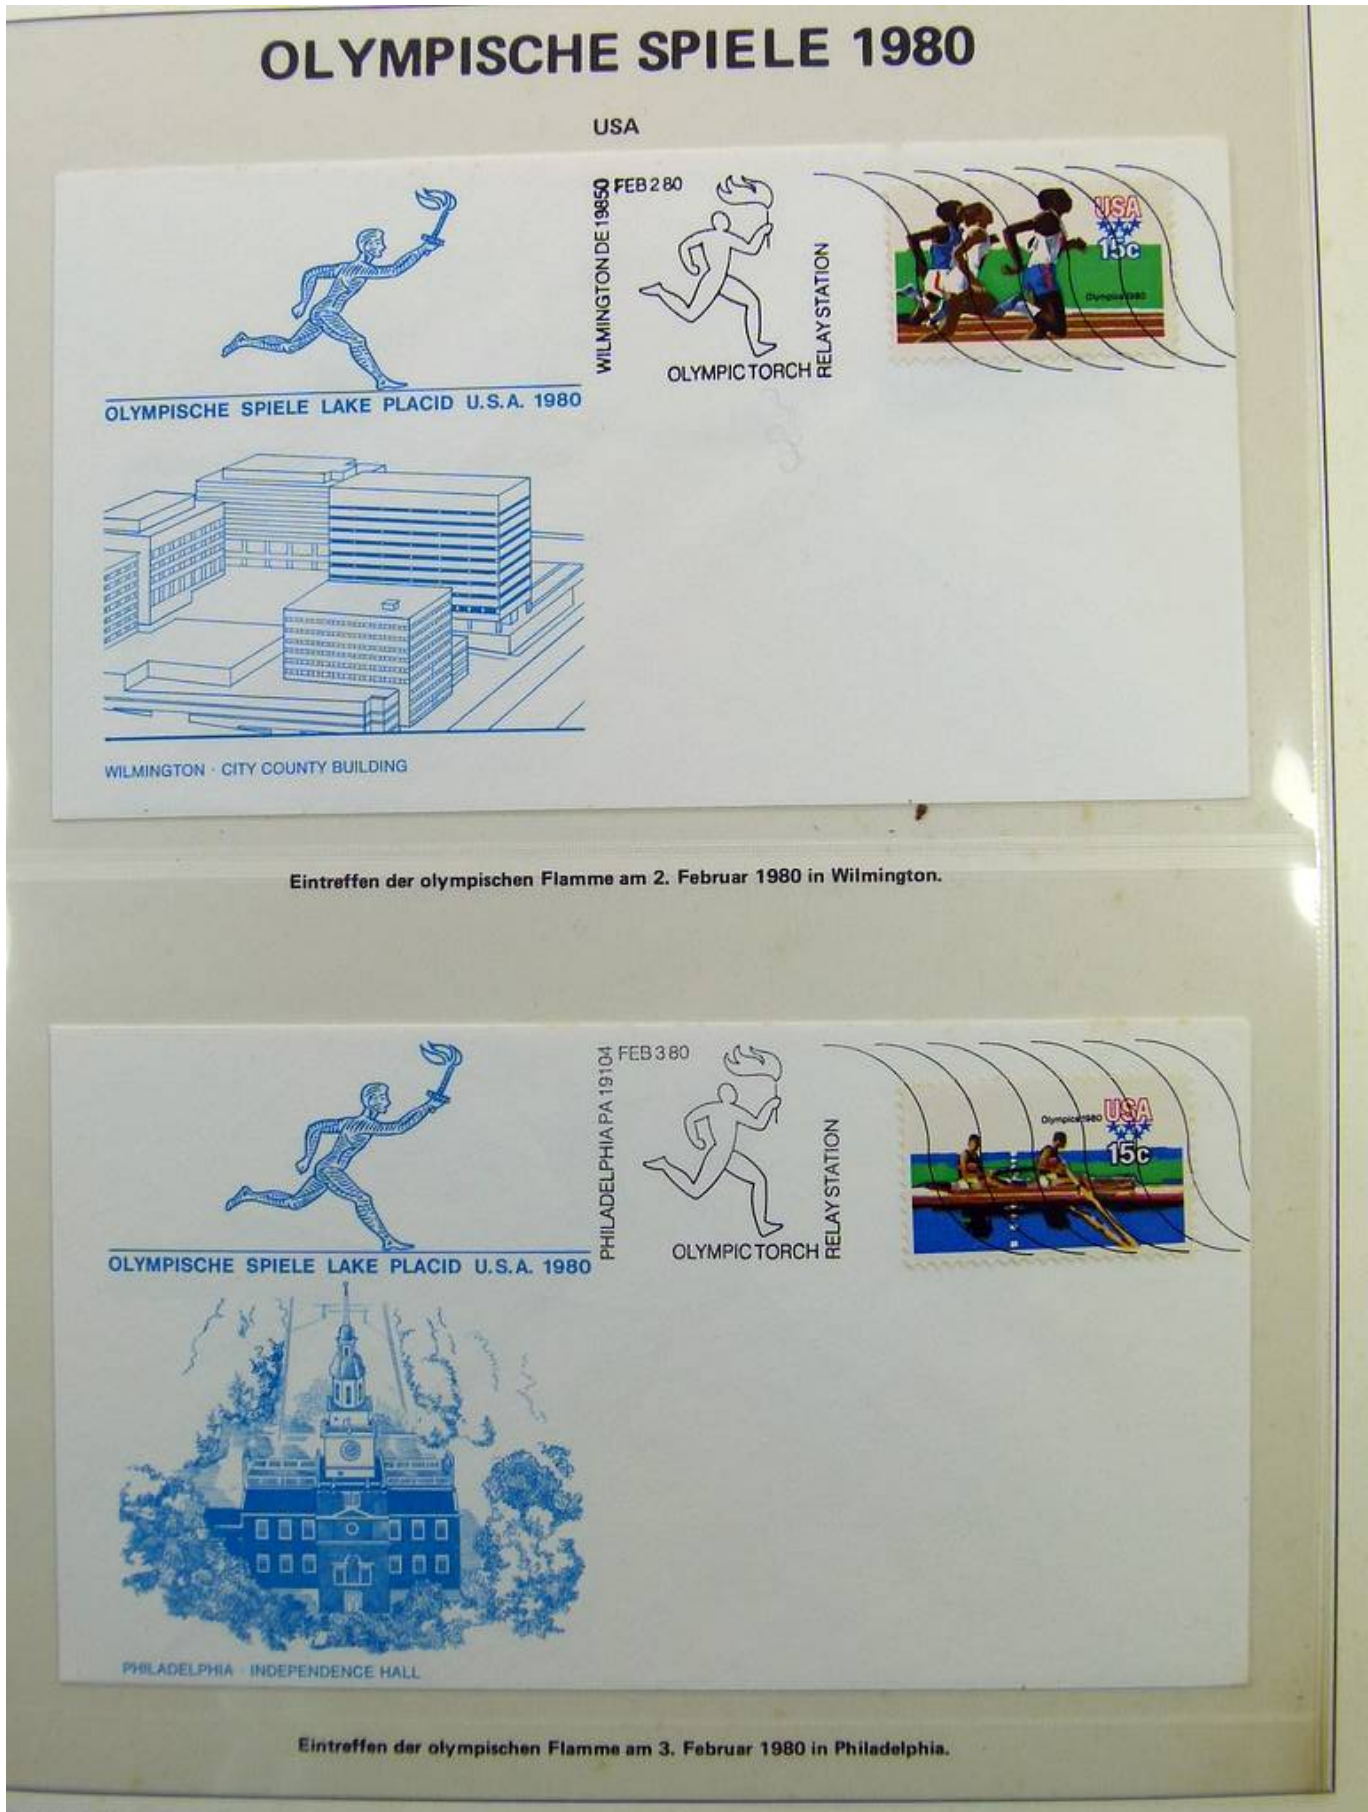 OLYMPISCHE SPIELE 1980
USA
WILMINGTON DE 19850
FEB 2 80
OLYMPIC TORCH
RELAY STATION
USA
15c
Olympics 1980
OLYMPISCHE SPIELE LAKE PLACID U.S.A. 1980
WILMINGTON · CITY COUNTY BUILDING
Eintreffen der olympischen Flamme am 2. Februar 1980 in Wilmington.
PHILADELPHIA PA 19104
FEB 3 80
OLYMPIC TORCH
RELAY STATION
Olympics 1980
USA
15c
OLYMPISCHE SPIELE LAKE PLACID U.S.A. 1980
PHILADELPHIA · INDEPENDENCE HALL
Eintreffen der olympischen Flamme am 3. Februar 1980 in Philadelphia.